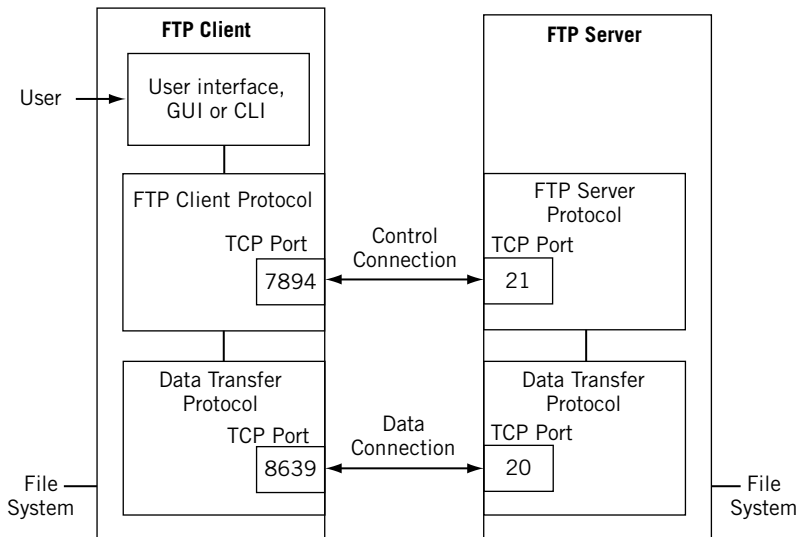 FTP Client
FTP Server
User
User interface,
GUI or CLI
FTP Client Protocol
TCP Port
7894
Control
Connection
FTP Server
Protocol
TCP Port
21
Data Transfer
Protocol
TCP Port
8639
Data
Connection
Data Transfer
Protocol
TCP Port
20
File
System
File
System